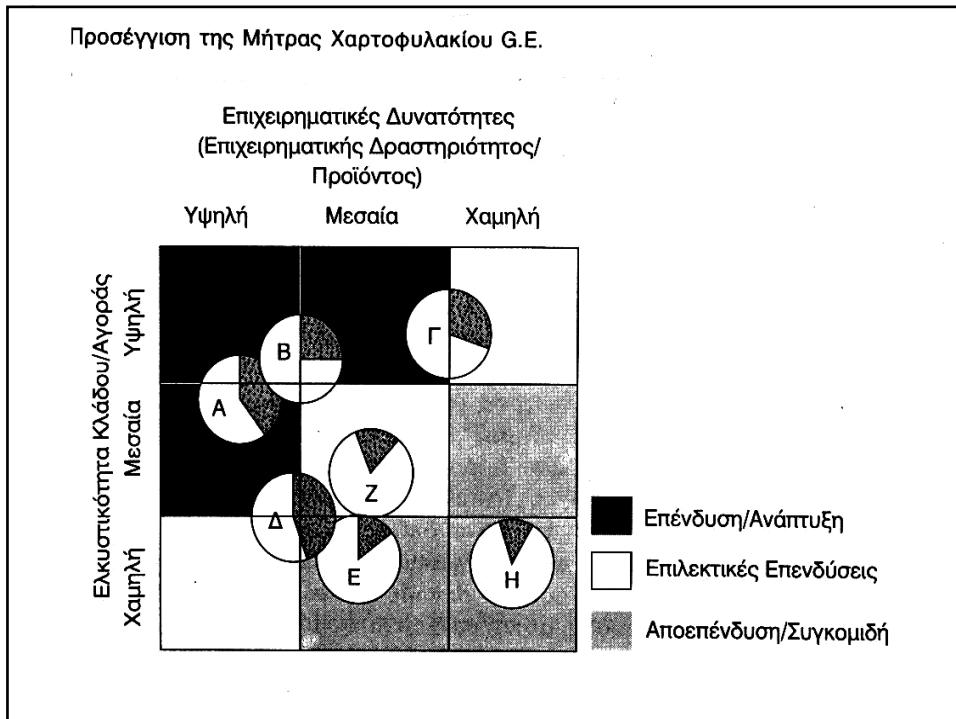 Προσέγγιση της Μήτρας Χαρτοφυλακίου G.E.
Επιχειρηματικές Δυνατότητες
(Επιχειρηματικής Δραστηριότητος/
Προϊόντος)
Υψηλή Μεσαία Χαμηλή
Ελκυστικότητα Κλάδου/Αγοράς
Υψηλή
Μεσαία
Χαμηλή
Β
Γ
Α
Ζ
Δ
Ε
Η
Επένδυση/Ανάπτυξη
Επιλεκτικές Επενδύσεις
Αποεπένδυση/Συγκομιδή